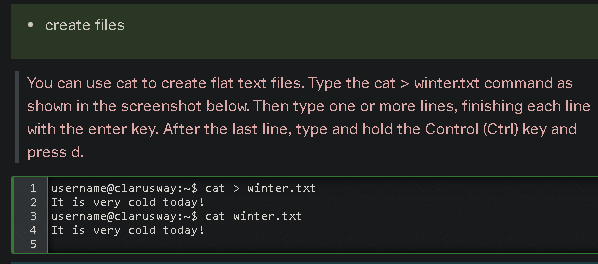 • create files
You can use cat to create flat text files. Type the cat > winter.txt command as
shown in the screenshot below. Then type one or more lines, finishing each line
with the enter key. After the last line, type and hold the Control (Ctrl) key and
press d.
1 username@clarusway:~$ cat > winter.txt
2 It is very cold today!
3 username@clarusway:~$ cat winter.txt
4 It is very cold today!
5